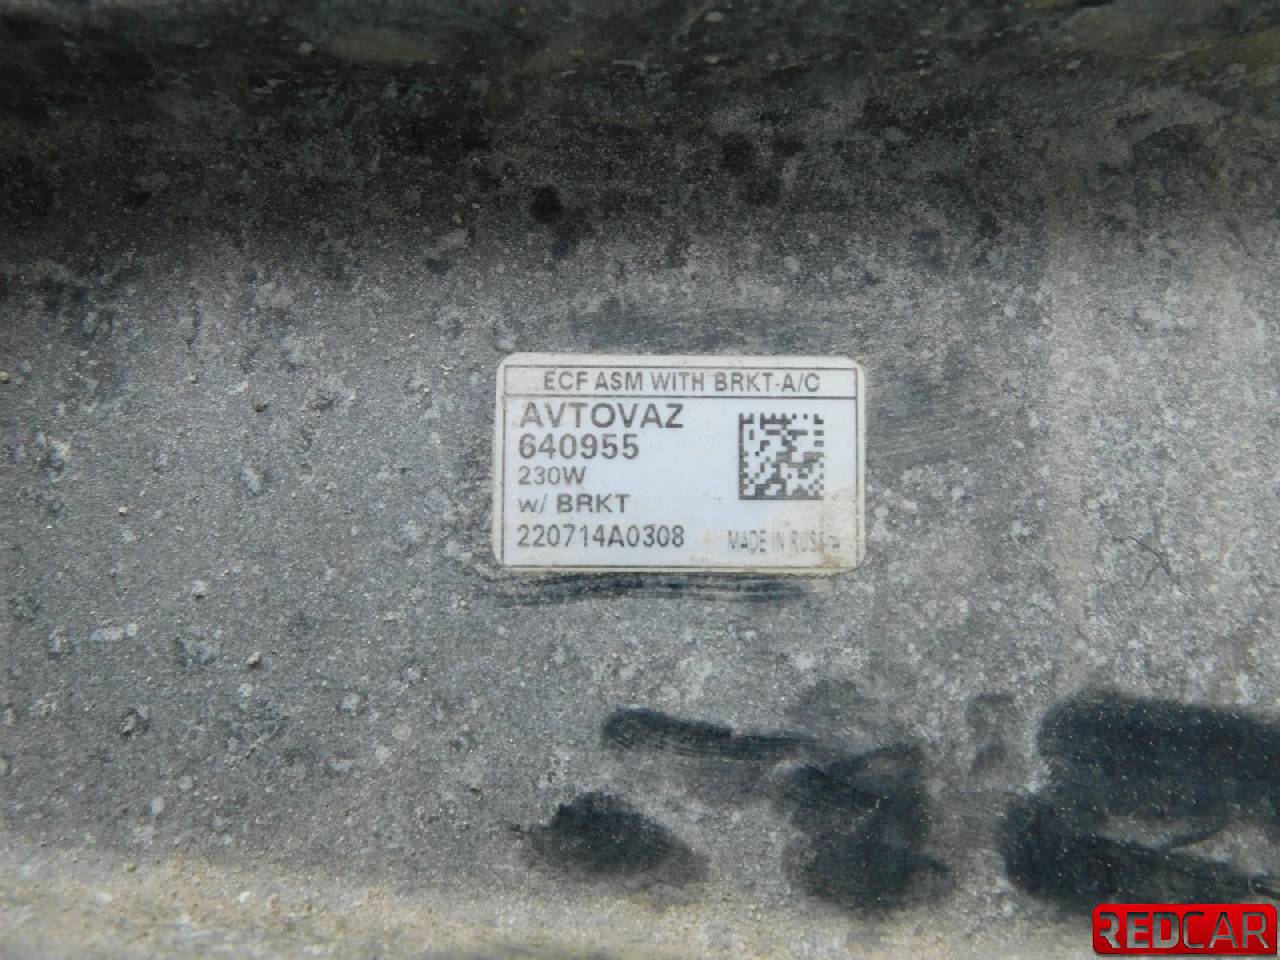 ECF ASM WITH BRKT-A/C
AVTOVAZ
640955
230W
w/ BRKT
220714A0308
MADE IN RUSSIA
REDCAR